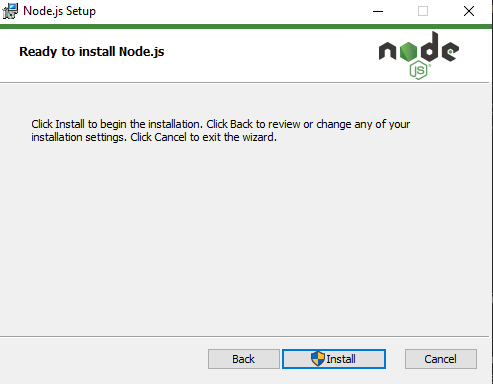 Node.js Setup
Ready to install Node.js
node
JS
Click Install to begin the installation. Click Back to review or change any of your
installation settings. Click Cancel to exit the wizard.
Back
Install
Cancel